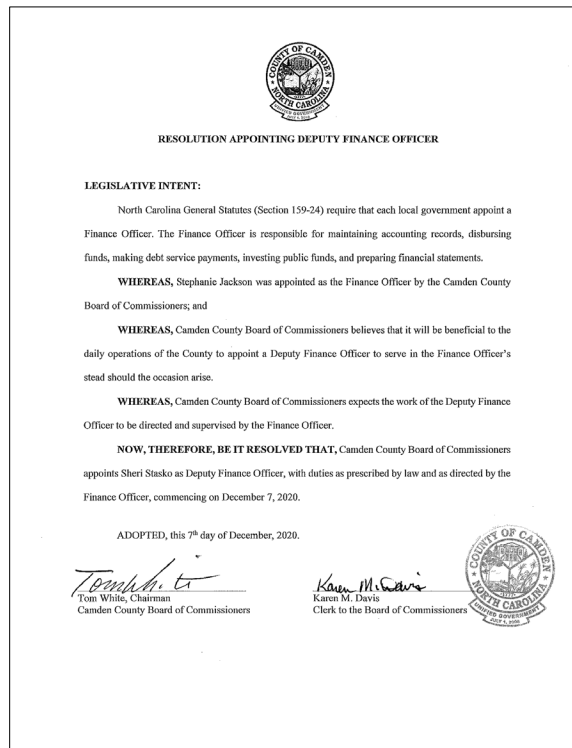 COUNTY OF CAMDEN
NORTH CAROLINA
UNIFIED GOVERNMENT
RESOLUTION APPOINTING DEPUTY FINANCE OFFICER
LEGISLATIVE INTENT:
North Carolina General Statutes (Section 159-24) require that each local government appoint a
Finance Officer. The Finance Officer is responsible for maintaining accounting records, disbursing
funds, making debt service payments, investing public funds, and preparing financial statements.
WHEREAS, Stephanie Jackson was appointed as the Finance Officer by the Camden County
Board of Commissioners; and
WHEREAS, Camden County Board of Commissioners believes that it will be beneficial to the
daily operations of the County to appoint a Deputy Finance Officer to serve in the Finance Officer's
stead should the occasion arise.
WHEREAS, Camden County Board of Commissioners expects the work of the Deputy Finance
Officer to be directed and supervised by the Finance Officer.
NOW, THEREFORE, BE IT RESOLVED THAT, Camden County Board of Commissioners
appoints Sheri Stasko as Deputy Finance Officer, with duties as prescribed by law and as directed by the
Finance Officer, commencing on December 7, 2020.
ADOPTED, this 7th day of December, 2020.
Tom White
Tom White, Chairman
Camden County Board of Commissioners
Karen M. Davis
Karen M. Davis
Clerk to the Board of Commissioners
COUNTY OF CAMDEN
NORTH CAROLINA
UNIFIED GOVERNMENT
JULY 1, 2006